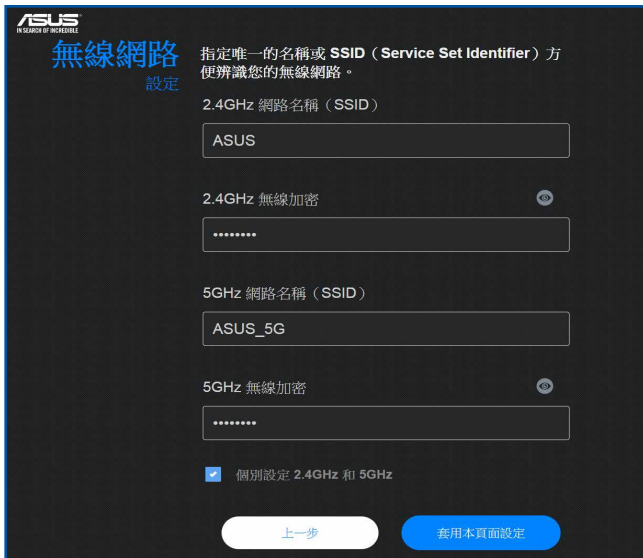 ASUS
IN SEARCH OF INCREDIBLE
無線網路
設定
指定唯一的名稱或 SSID（Service Set Identifier）方
便辨識您的無線網路。
2.4GHz 網路名稱（SSID）
ASUS
2.4GHz 無線加密
••••••••
5GHz 網路名稱（SSID）
ASUS_5G
5GHz 無線加密
••••••••
個別設定 2.4GHz 和 5GHz
上一步
套用本頁面設定